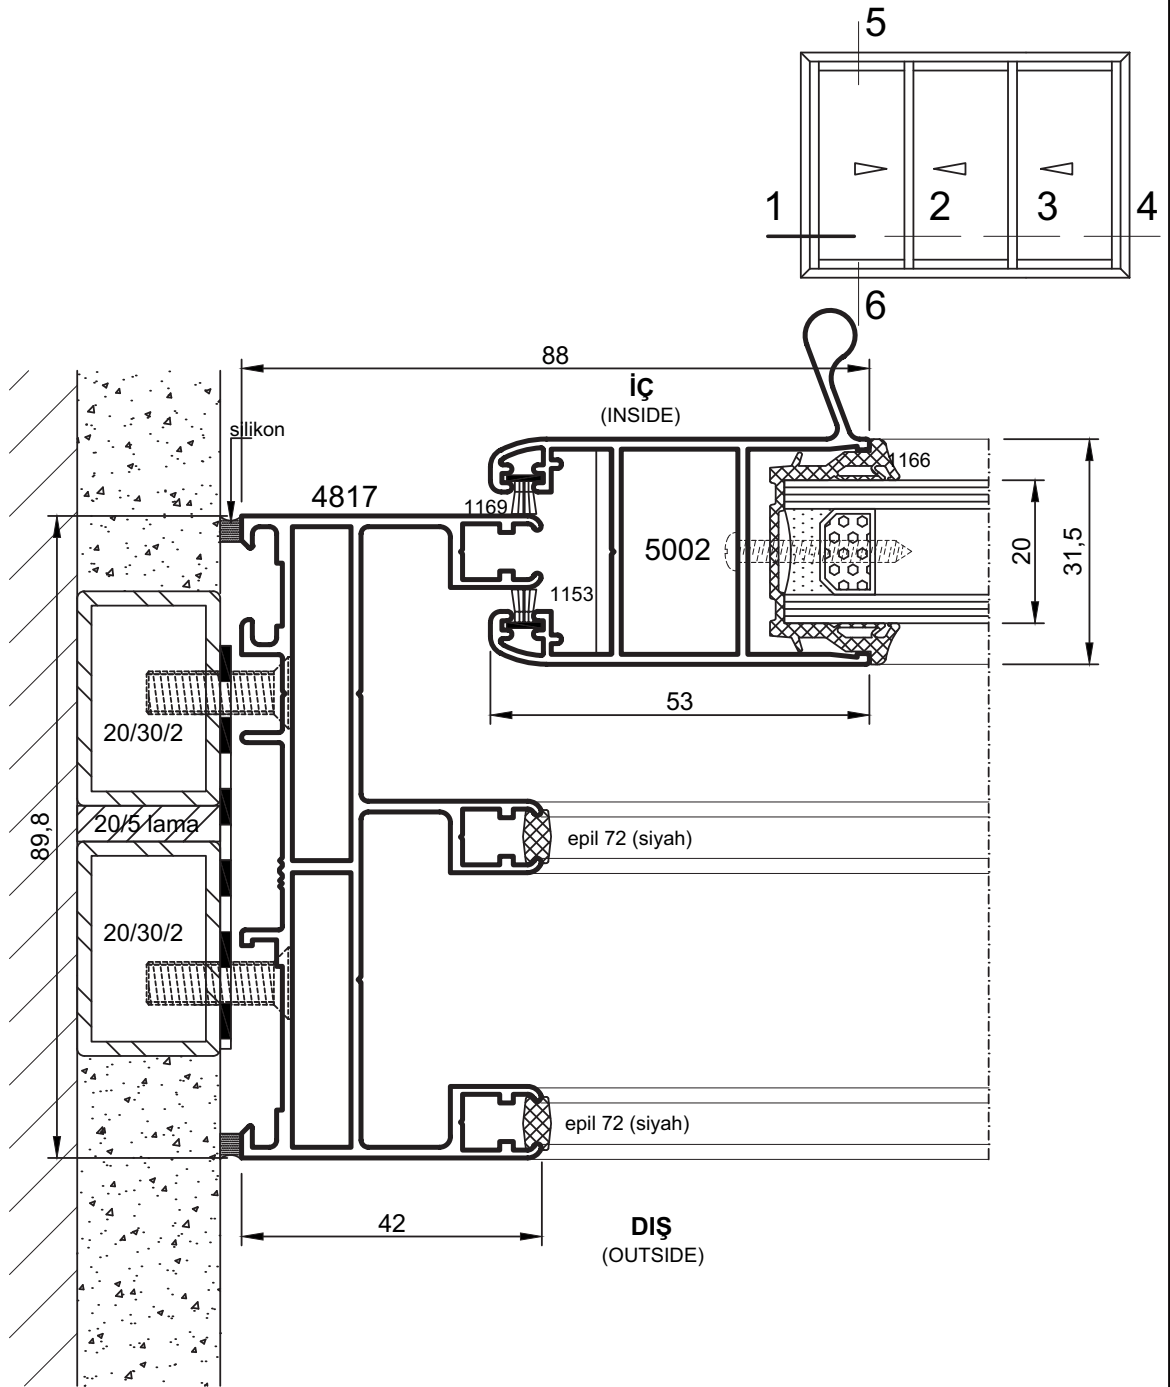 5
1
2
3
4
6
88
İÇ
(INSIDE)
silikon
1166
4817
1169
5002
20
31,5
1153
53
20/30/2
89,8
20/5 lama
epil 72 (siyah)
20/30/2
epil 72 (siyah)
42
DIŞ
(OUTSIDE)